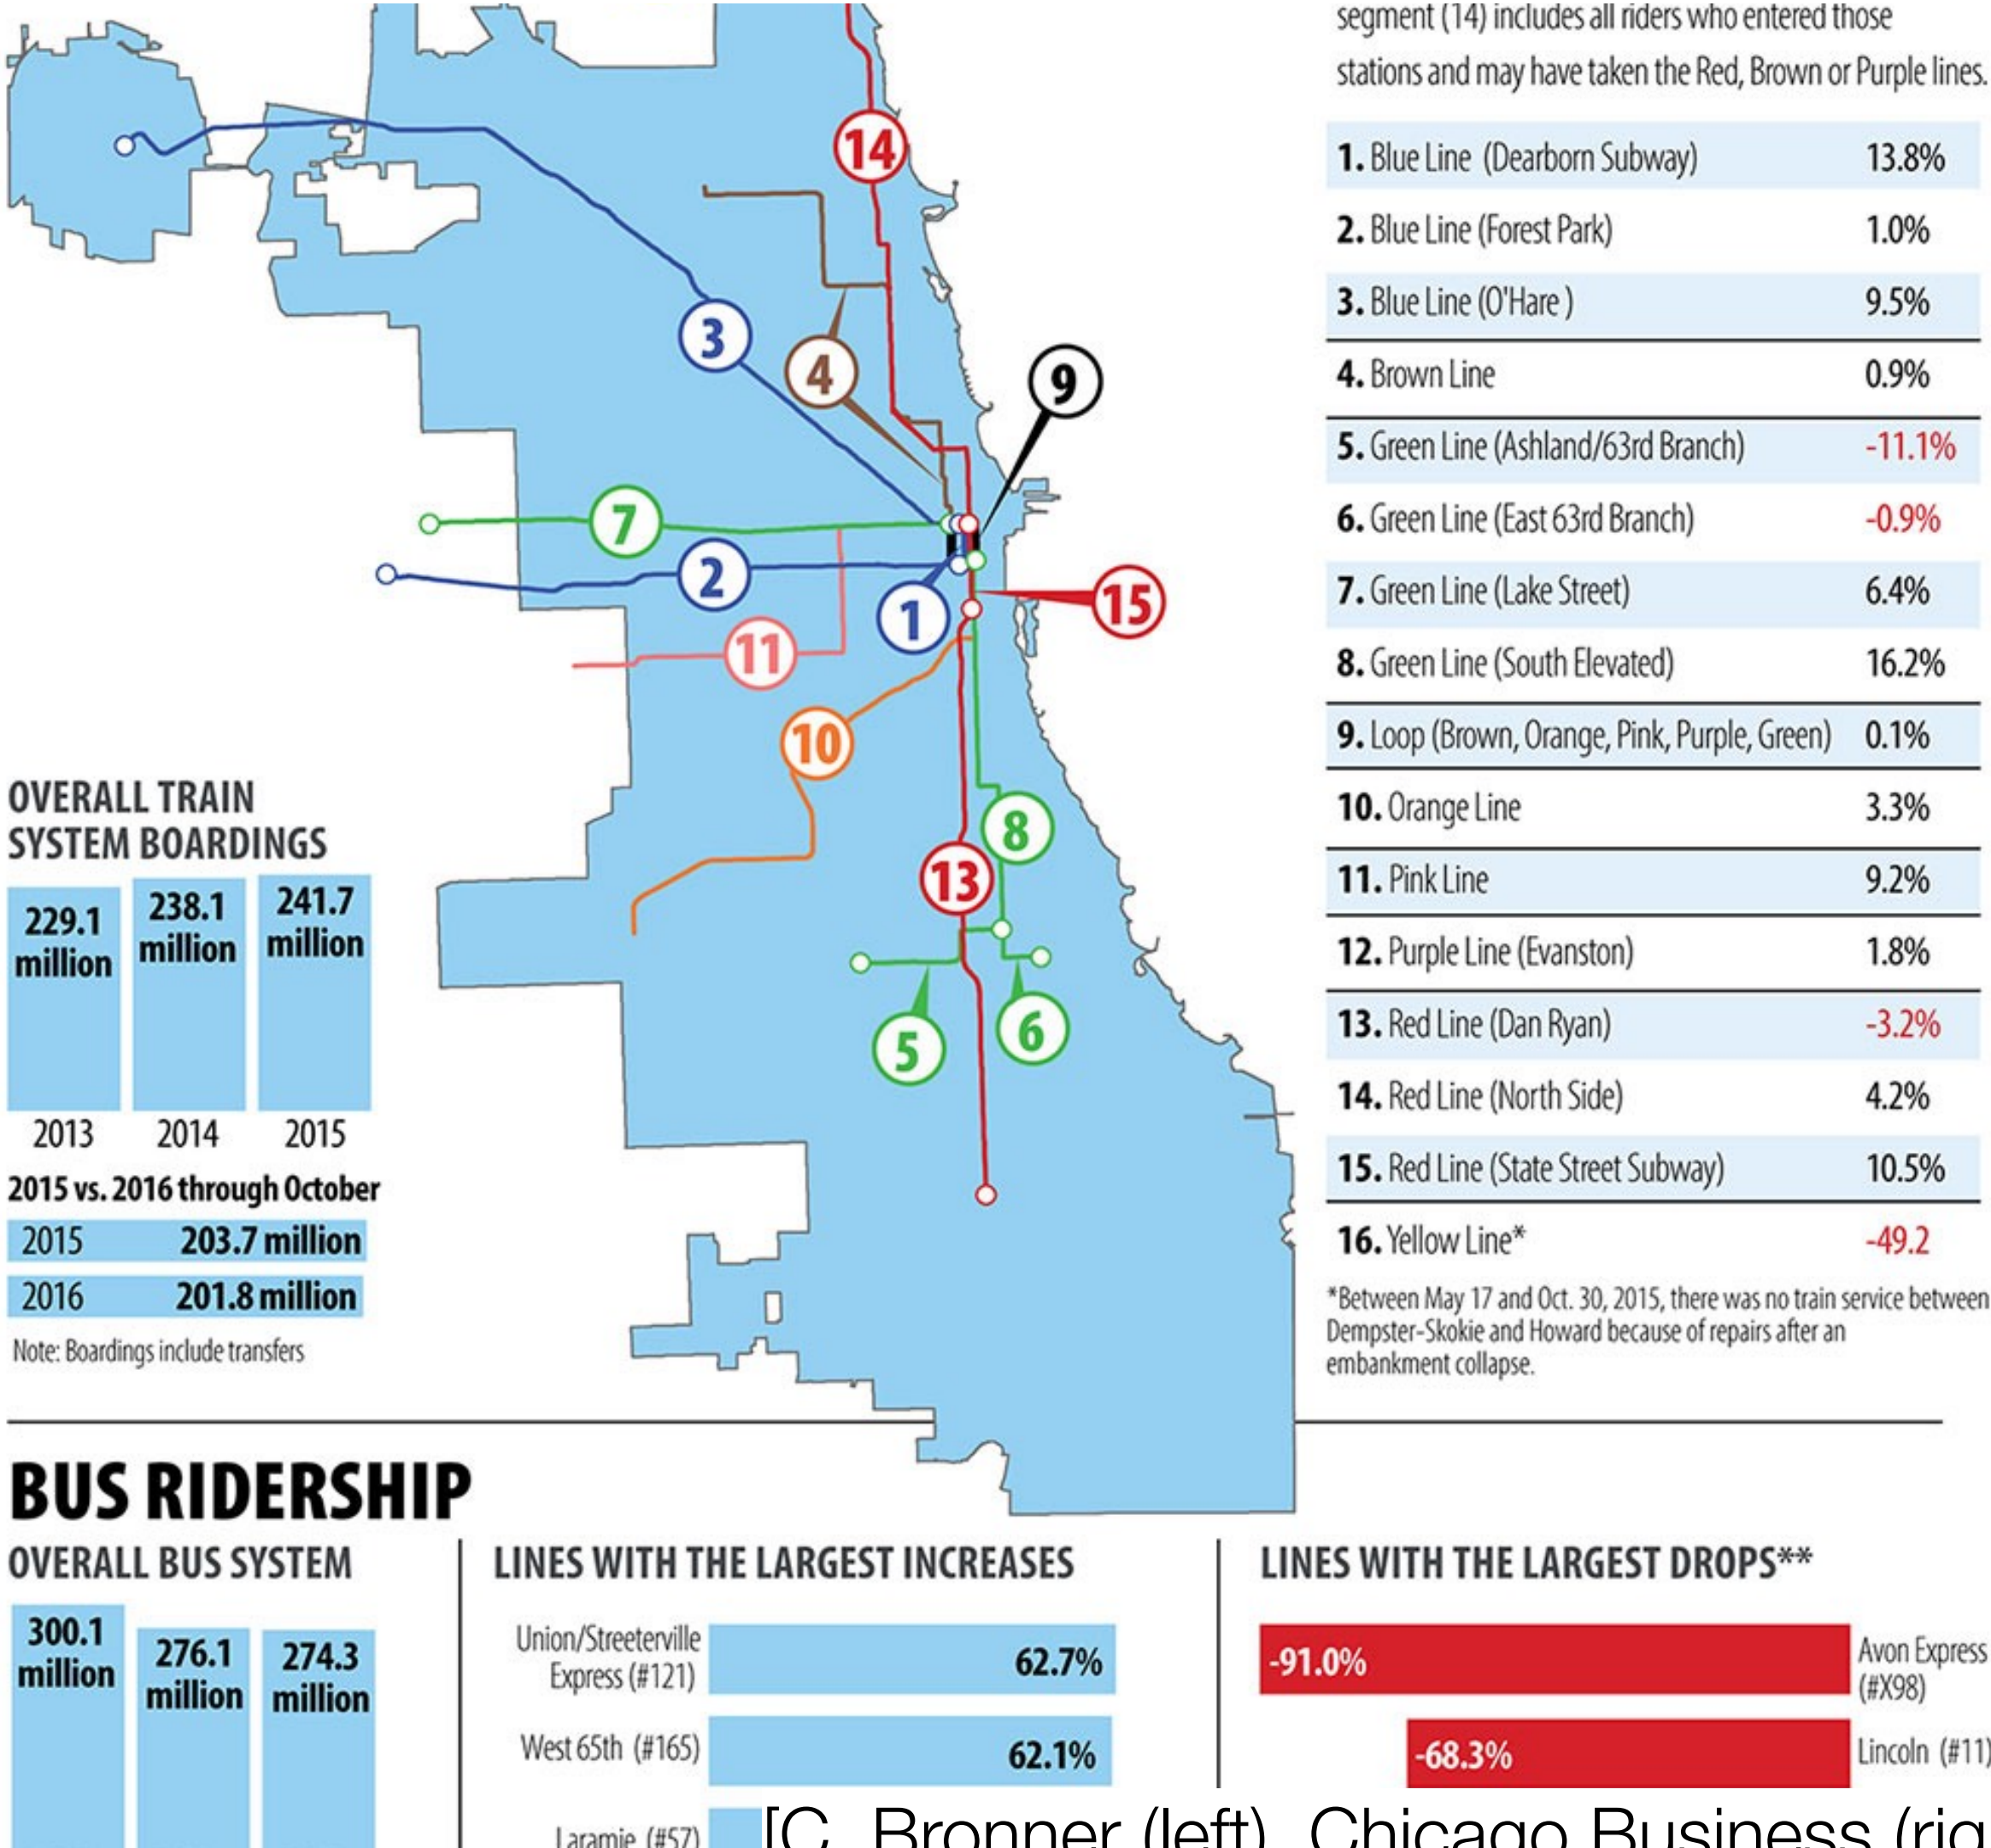 segment (14) includes all riders who entered those
stations and may have taken the Red, Brown or Purple lines.
1. Blue Line (Dearborn Subway) 13.8%
2. Blue Line (Forest Park) 1.0%
3. Blue Line (O'Hare ) 9.5%
4. Brown Line 0.9%
5. Green Line (Ashland/63rd Branch) -11.1%
6. Green Line (East 63rd Branch) -0.9%
7. Green Line (Lake Street) 6.4%
8. Green Line (South Elevated) 16.2%
9. Loop (Brown, Orange, Pink, Purple, Green) 0.1%
10. Orange Line 3.3%
11. Pink Line 9.2%
12. Purple Line (Evanston) 1.8%
13. Red Line (Dan Ryan) -3.2%
14. Red Line (North Side) 4.2%
15. Red Line (State Street Subway) 10.5%
16. Yellow Line* -49.2
*Between May 17 and Oct. 30, 2015, there was no train service between
Dempster-Skokie and Howard because of repairs after an
embankment collapse.
14
3
4
9
7
2
1
15
11
10
8
13
5
6
OVERALL TRAIN
SYSTEM BOARDINGS
229.1
million
238.1
million
241.7
million
2013 2014 2015
2015 vs. 2016 through October
2015 203.7 million
2016 201.8 million
Note: Boardings include transfers
BUS RIDERSHIP
OVERALL BUS SYSTEM
300.1
million
276.1
million
274.3
million
LINES WITH THE LARGEST INCREASES
Union/Streeterville
Express (#121)
62.7%
West 65th (#165) 62.1%
Laramie (#57)
LINES WITH THE LARGEST DROPS**
-91.0%
Avon Express
(#X98)
-68.3% Lincoln (#11)
[C. Bronner (left), Chicago Business (rig